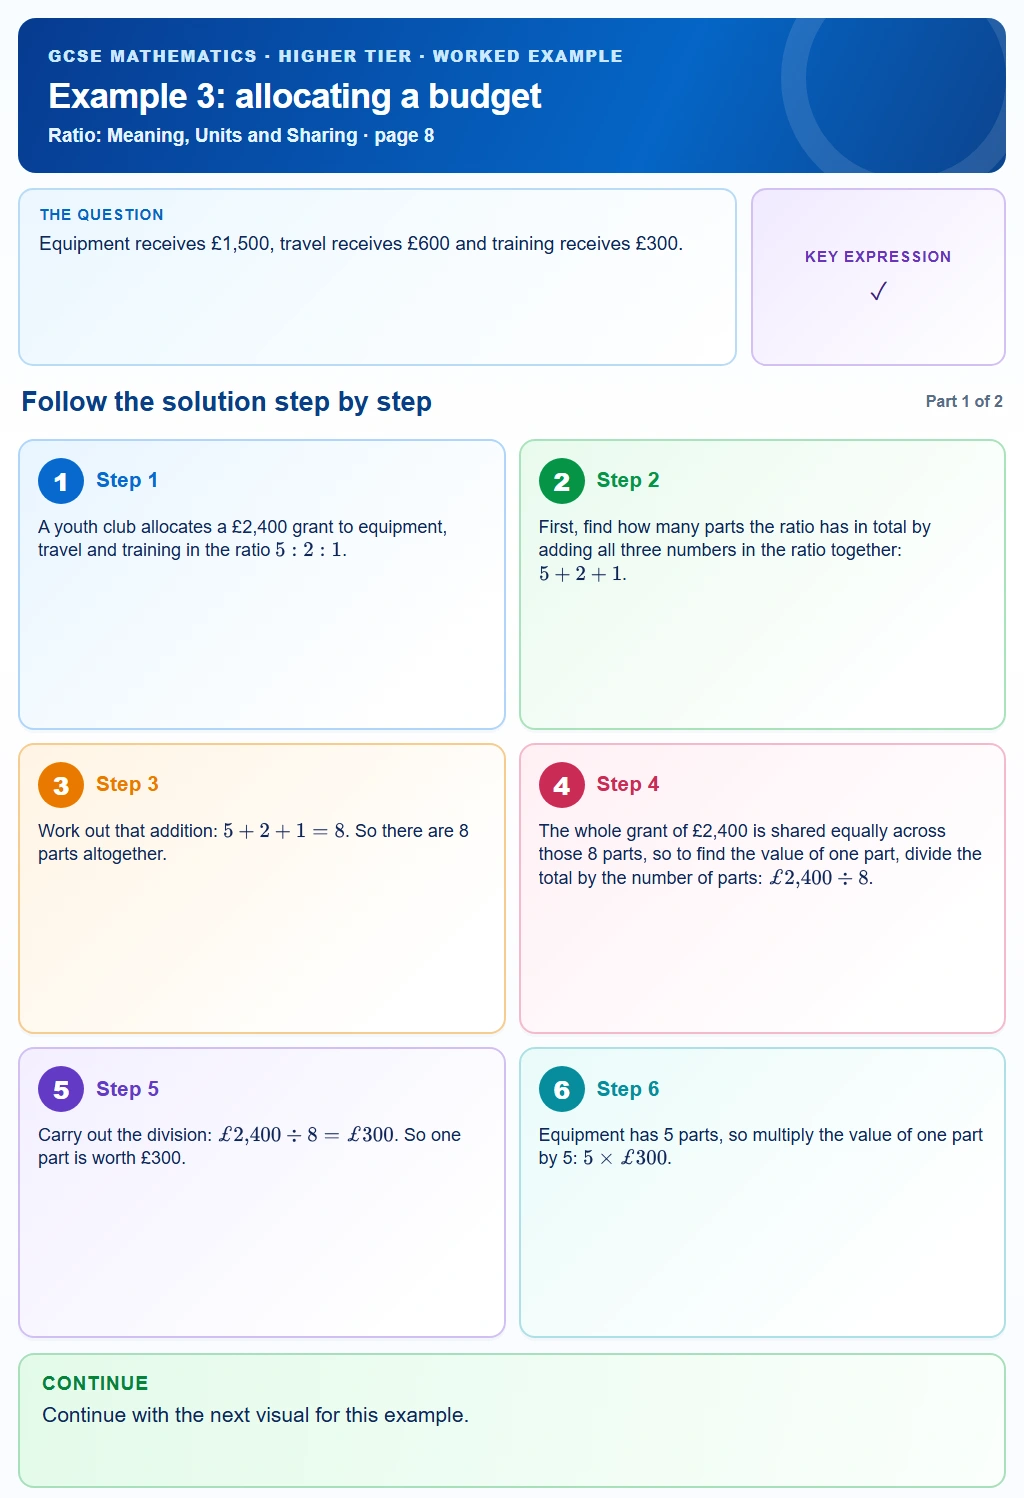 GCSE MATHEMATICS · HIGHER TIER · WORKED EXAMPLE
Example 3: allocating a budget
Ratio: Meaning, Units and Sharing · page 8
THE QUESTION
Equipment receives £1,500, travel receives £600 and training receives £300.
KEY EXPRESSION
✓
Follow the solution step by step
Part 1 of 2
1 Step 1
A youth club allocates a £2,400 grant to equipment,
travel and training in the ratio 5 : 2 : 1.
2 Step 2
First, find how many parts the ratio has in total by
adding all three numbers in the ratio together:
5 + 2 + 1.
3 Step 3
Work out that addition: 5 + 2 + 1 = 8. So there are 8
parts altogether.
4 Step 4
The whole grant of £2,400 is shared equally across
those 8 parts, so to find the value of one part, divide the
total by the number of parts: £2,400 ÷ 8.
5 Step 5
Carry out the division: £2,400 ÷ 8 = £300. So one
part is worth £300.
6 Step 6
Equipment has 5 parts, so multiply the value of one part
by 5: 5 × £300.
CONTINUE
Continue with the next visual for this example.